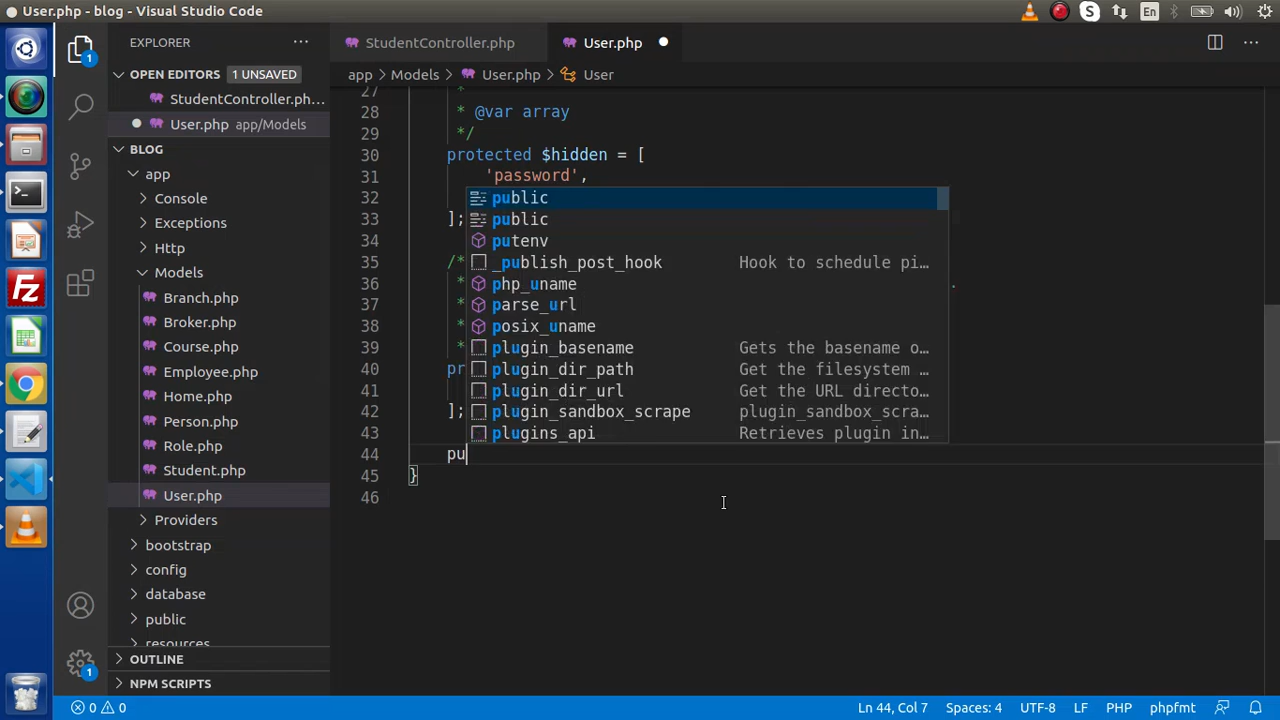 User.php - blog - Visual Studio Code
En
EXPLORER
StudentController.php
User.php
OPEN EDITORS
1 UNSAVED
app
Models
User.php
User
StudentController.ph...
User.php app/Models
BLOG
app
Console
Exceptions
Http
Models
Branch.php
Broker.php
Course.php
Employee.php
Home.php
Person.php
Role.php
Student.php
User.php
Providers
bootstrap
config
database
public
resources
OUTLINE
NPM SCRIPTS
1
1
27 *
28 * @var array
29 */
30 protected $hidden = [
31 'password',
32
33 ];
34
35 /*
36 *
37 *
38 *
39 *
40 pr
41
42 ];
43
44 pu
45 }
46
public
public
putenv
_publish_post_hook Hook to schedule pi...
php_uname
parse_url
posix_uname
plugin_basename Gets the basename o...
plugin_dir_path Get the filesystem ...
plugin_dir_url Get the URL directo...
plugin_sandbox_scrape plugin_sandbox_scra...
plugins_api Retrieves plugin in...
0 0
Ln 44, Col 7
Spaces: 4
UTF-8
LF
PHP
phpfmt